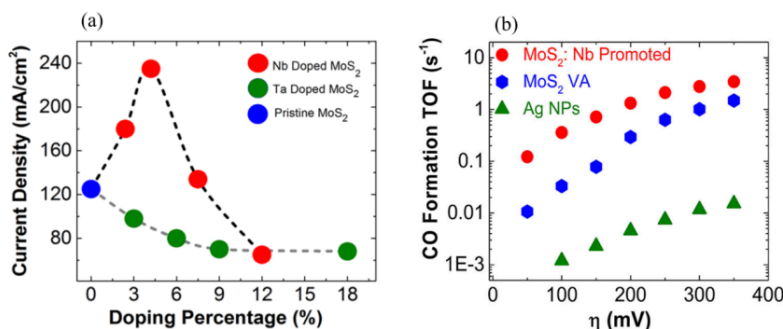 (a)
Current Density (mA/cm²)
240
200
160
120
80
Nb Doped MoS₂
Ta Doped MoS₂
Pristine MoS₂
0 3 6 9 12 15 18
Doping Percentage (%)
(b)
CO Formation TOF (s⁻¹)
10
1
0.1
0.01
1E-3
MoS₂: Nb Promoted
MoS₂ VA
Ag NPs
0 100 200 300 400
η (mV)